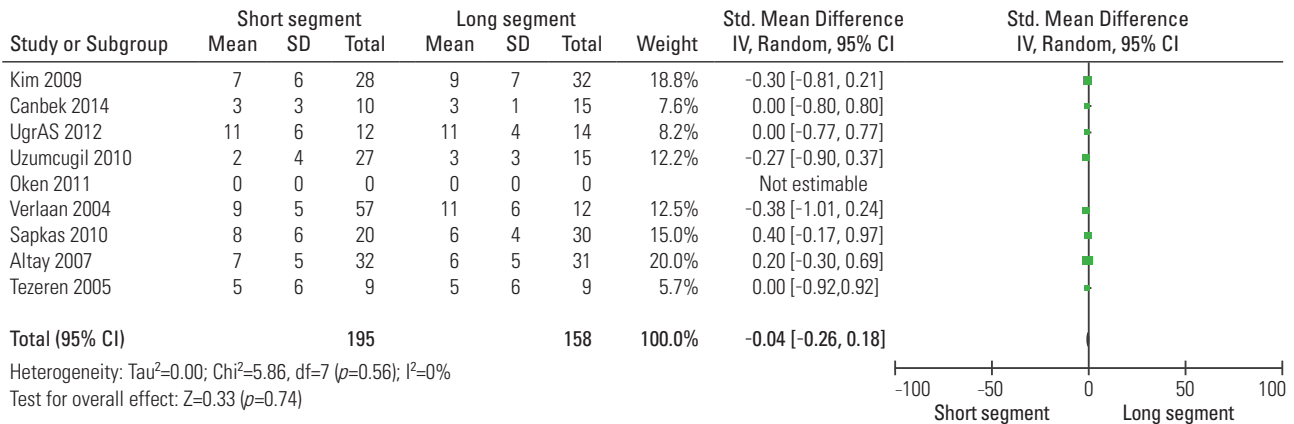 Short segment Long segment Std. Mean Difference Std. Mean Difference
Study or Subgroup Mean SD Total Mean SD Total Weight IV, Random, 95% CI IV, Random, 95% CI
Kim 2009 7 6 28 9 7 32 18.8% -0.30 [-0.81, 0.21]
Canbek 2014 3 3 10 3 1 15 7.6% 0.00 [-0.80, 0.80]
UgrAS 2012 11 6 12 11 4 14 8.2% 0.00 [-0.77, 0.77]
Uzumcugil 2010 2 4 27 3 3 15 12.2% -0.27 [-0.90, 0.37]
Oken 2011 0 0 0 0 0 0 Not estimable
Verlaan 2004 9 5 57 11 6 12 12.5% -0.38 [-1.01, 0.24]
Sapkas 2010 8 6 20 6 4 30 15.0% 0.40 [-0.17, 0.97]
Altay 2007 7 5 32 6 5 31 20.0% 0.20 [-0.30, 0.69]
Tezeren 2005 5 6 9 5 6 9 5.7% 0.00 [-0.92,0.92]
Total (95% CI) 195 158 100.0% -0.04 [-0.26, 0.18]
Heterogeneity: Tau²=0.00; Chi²=5.86, df=7 (p=0.56); I²=0%
Test for overall effect: Z=0.33 (p=0.74)
-100 -50 0 50 100
Short segment Long segment